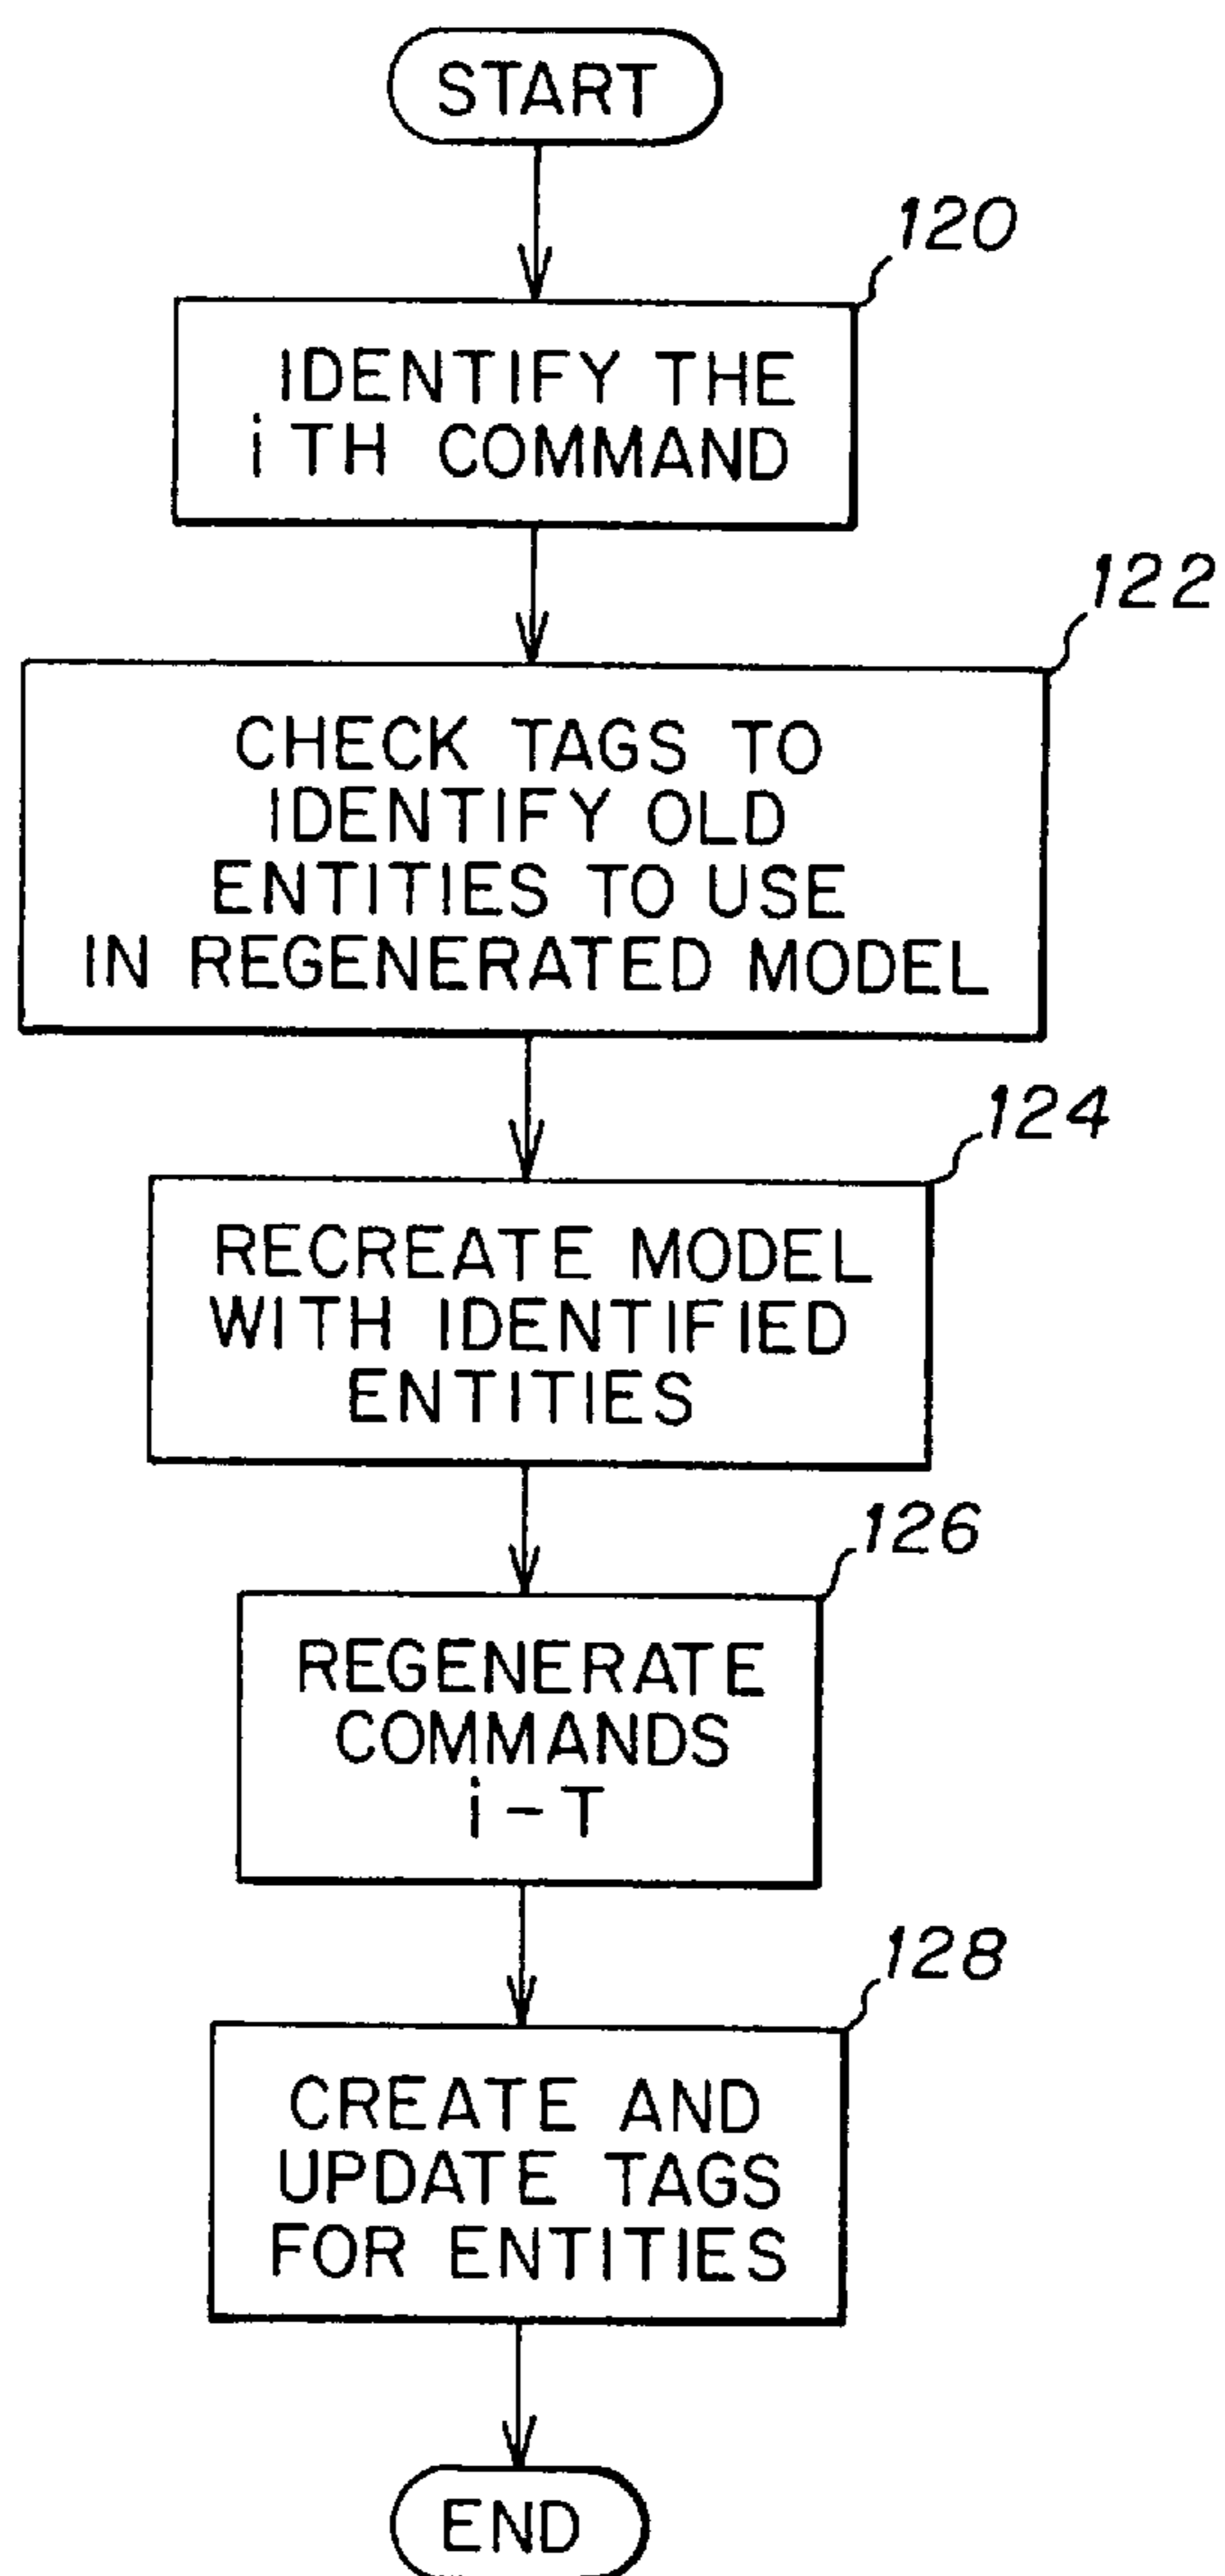 START
120
IDENTIFY THE
i TH COMMAND
122
CHECK TAGS TO
IDENTIFY OLD
ENTITIES TO USE
IN REGENERATED MODEL
124
RECREATE MODEL
WITH IDENTIFIED
ENTITIES
126
REGENERATE
COMMANDS
i - T
128
CREATE AND
UPDATE TAGS
FOR ENTITIES
END